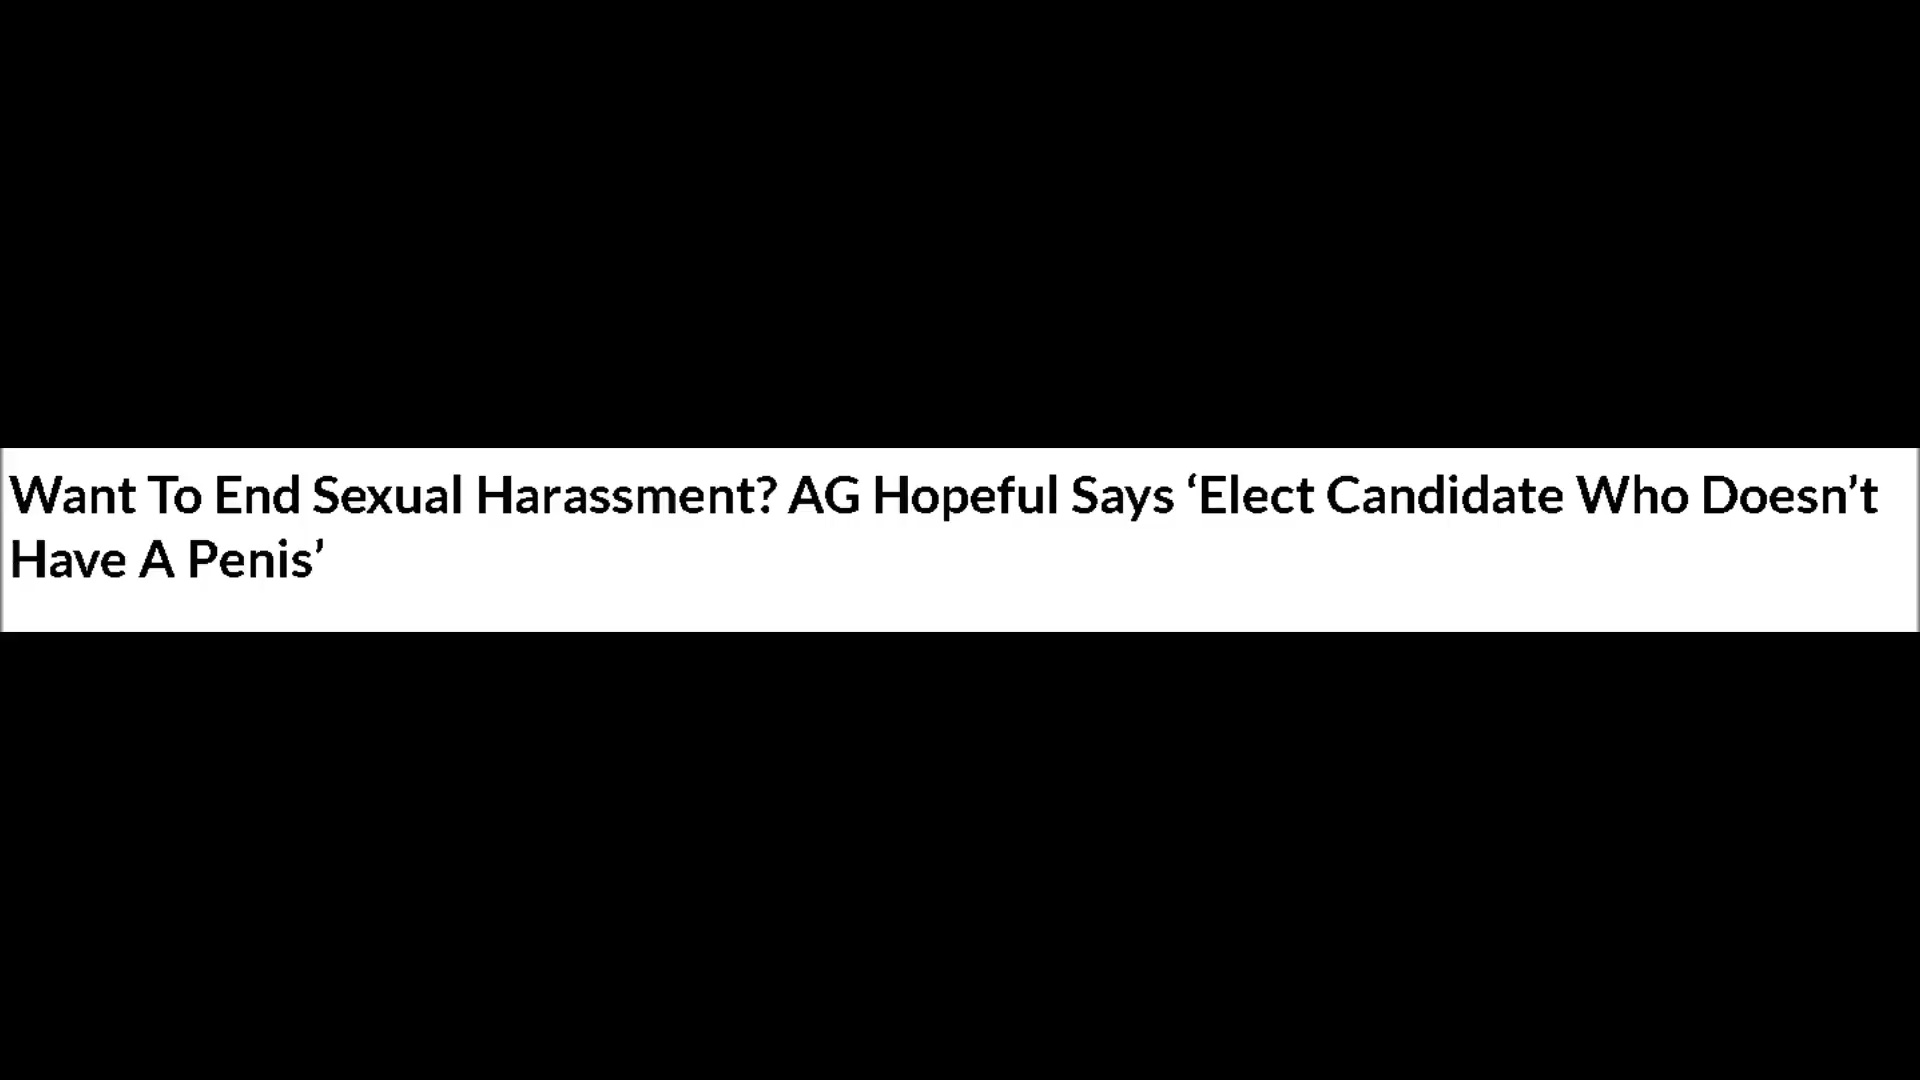 Want To End Sexual Harassment? AG Hopeful Says ‘Elect Candidate Who Doesn’t
Have A Penis’